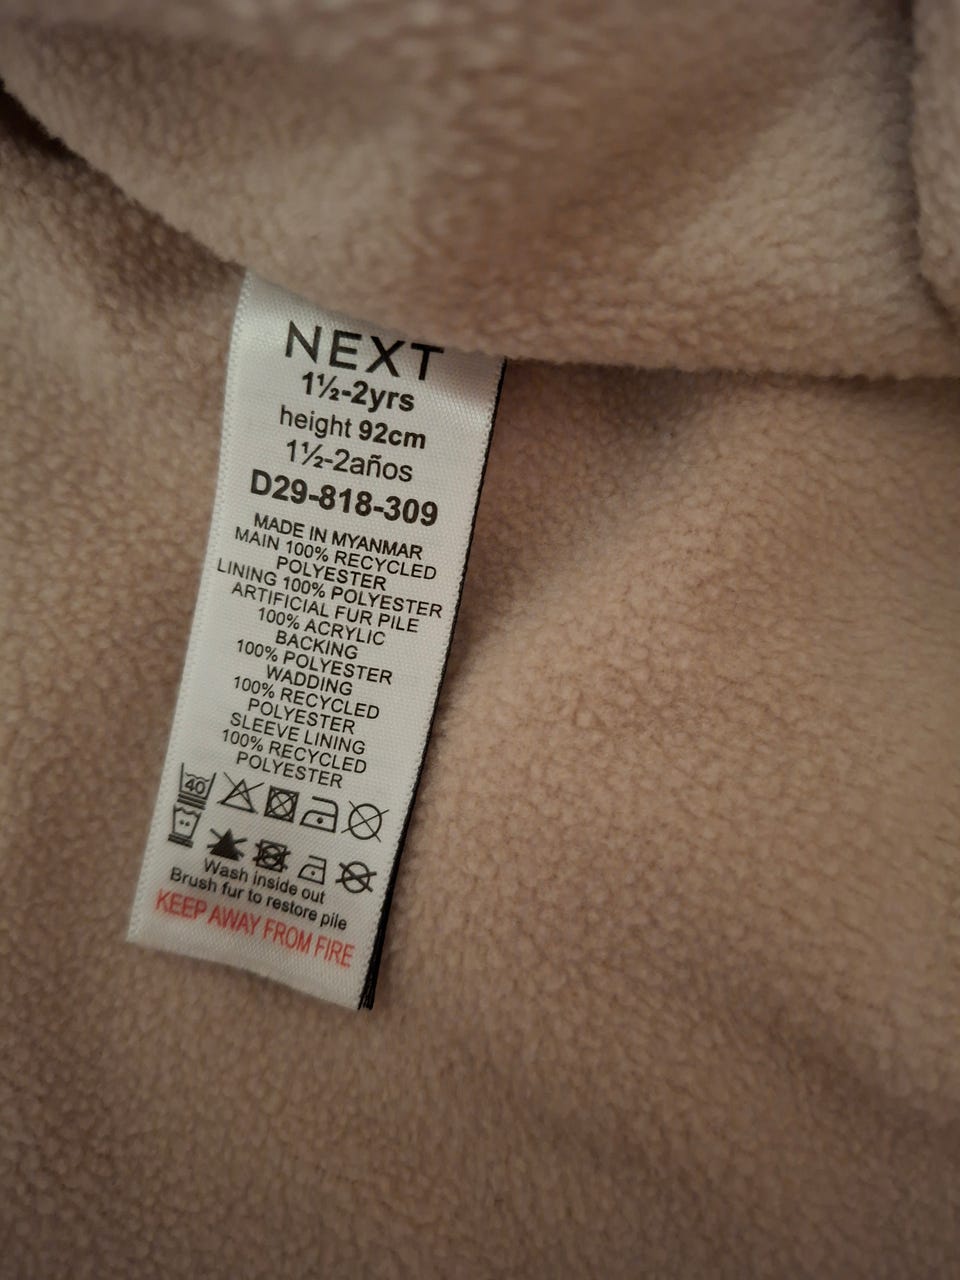 NEXT
1½-2yrs
height 92cm
1½-2años
D29-818-309
MADE IN MYANMAR
MAIN 100% RECYCLED
POLYESTER
LINING 100% POLYESTER
ARTIFICIAL FUR PILE
100% ACRYLIC
BACKING
100% POLYESTER
WADDING
100% RECYCLED
POLYESTER
SLEEVE LINING
100% RECYCLED
POLYESTER
40
Wash inside out
Brush fur to restore pile
KEEP AWAY FROM FIRE